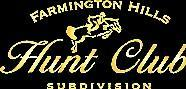 FARMINGTON HILLS
Hunt Club
SUBDIVISION